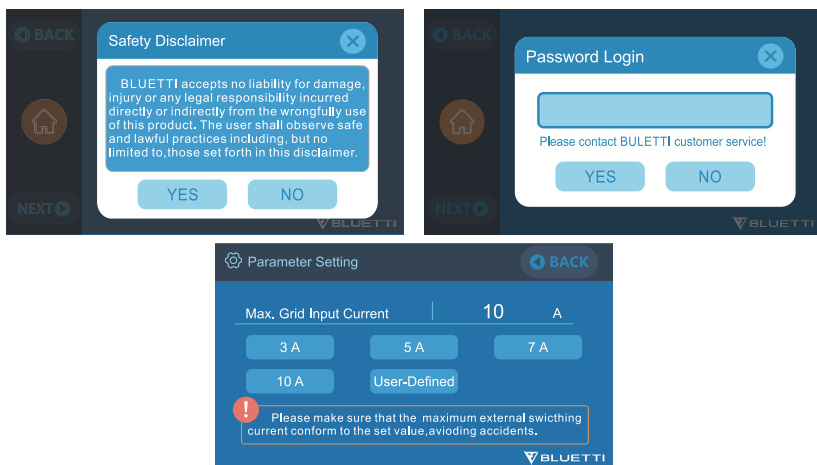 BACK
Safety Disclaimer
BLUETTI accepts no liability for damage,
injury or any legal responsibility incurred
directly or indirectly from the wrongfully use
of this product. The user shall observe safe
and lawful practices including, but no
limited to,those set forth in this disclaimer.
YES NO
NEXT
BLUETTI
BACK
Password Login
Please contact BULETTI customer service!
YES NO
NEXT
BLUETTI
Parameter Setting BACK
Max. Grid Input Current 10 A
3 A 5 A 7 A
10 A User-Defined
Please make sure that the maximum external swicthing
current conform to the set value,avioding accidents.
BLUETTI